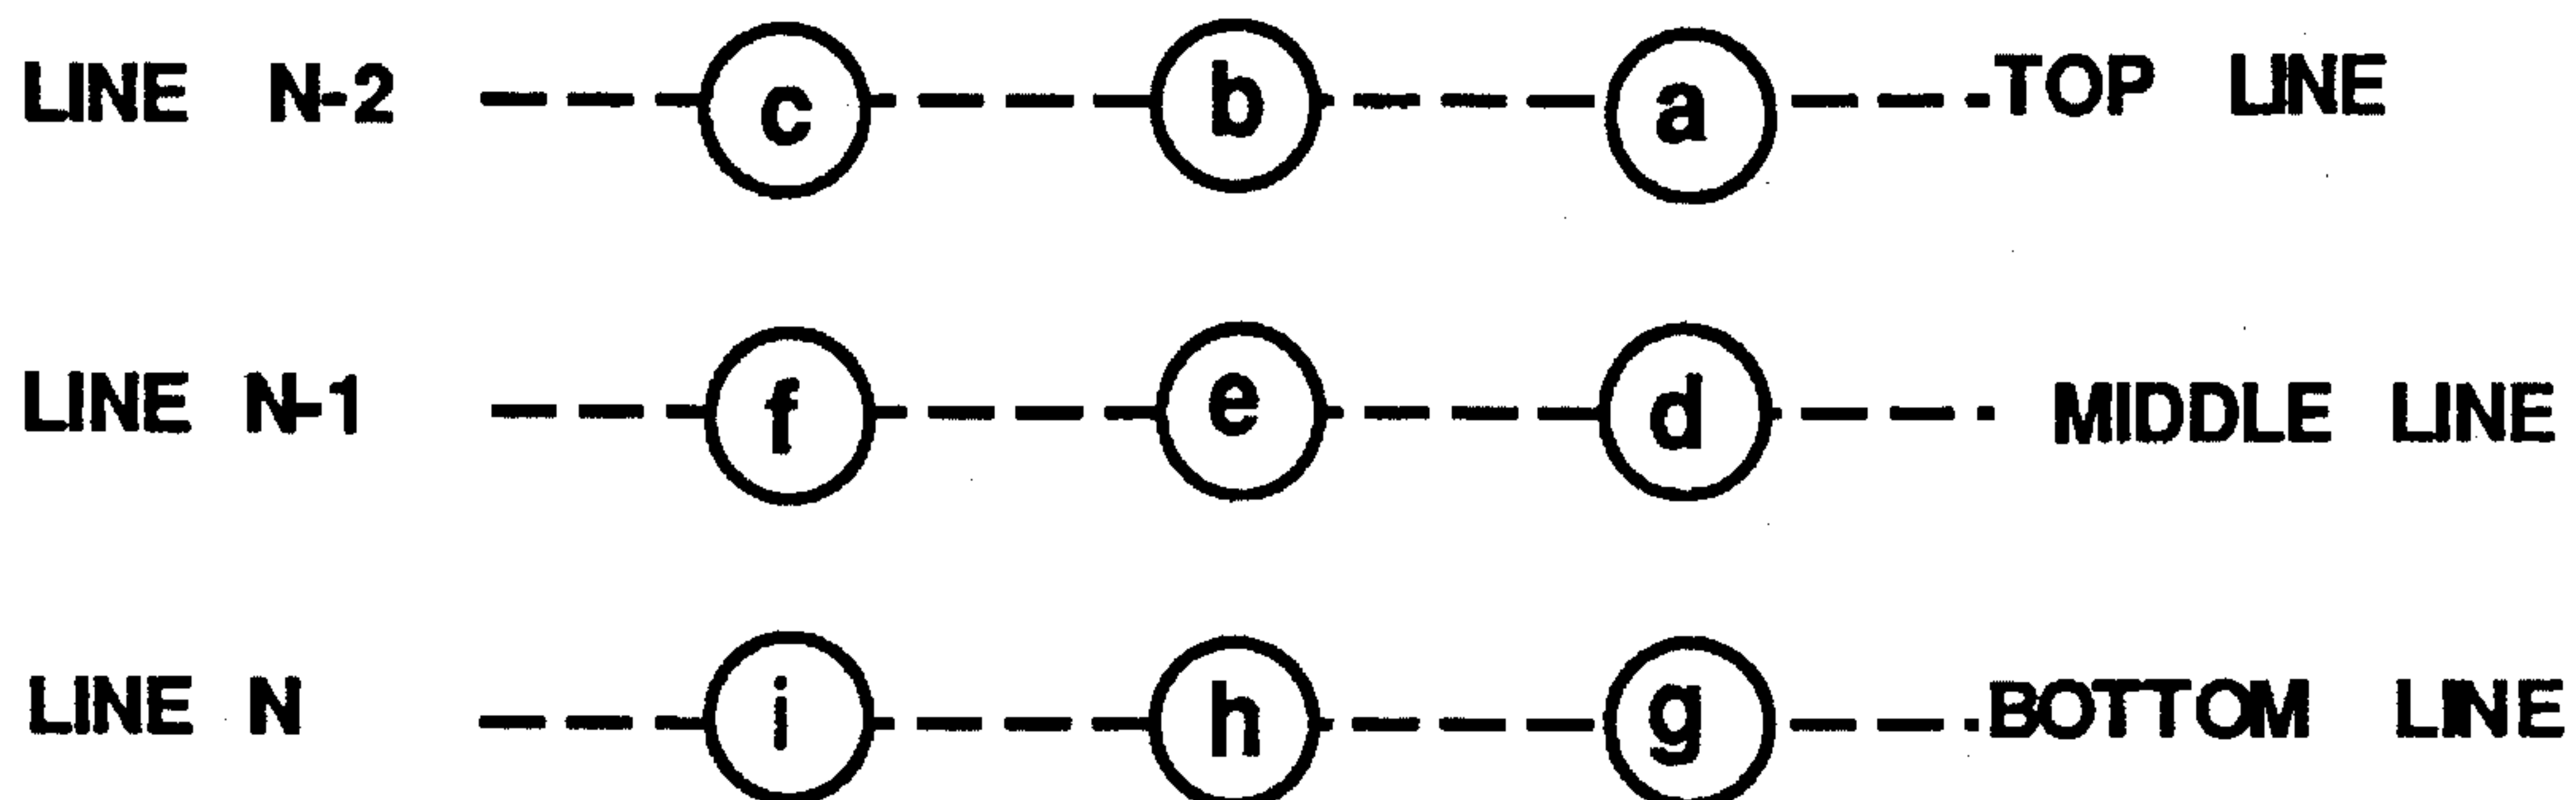 LINE N-2 c b a TOP LINE
LINE N-1 f e d MIDDLE LINE
LINE N i h g BOTTOM LINE